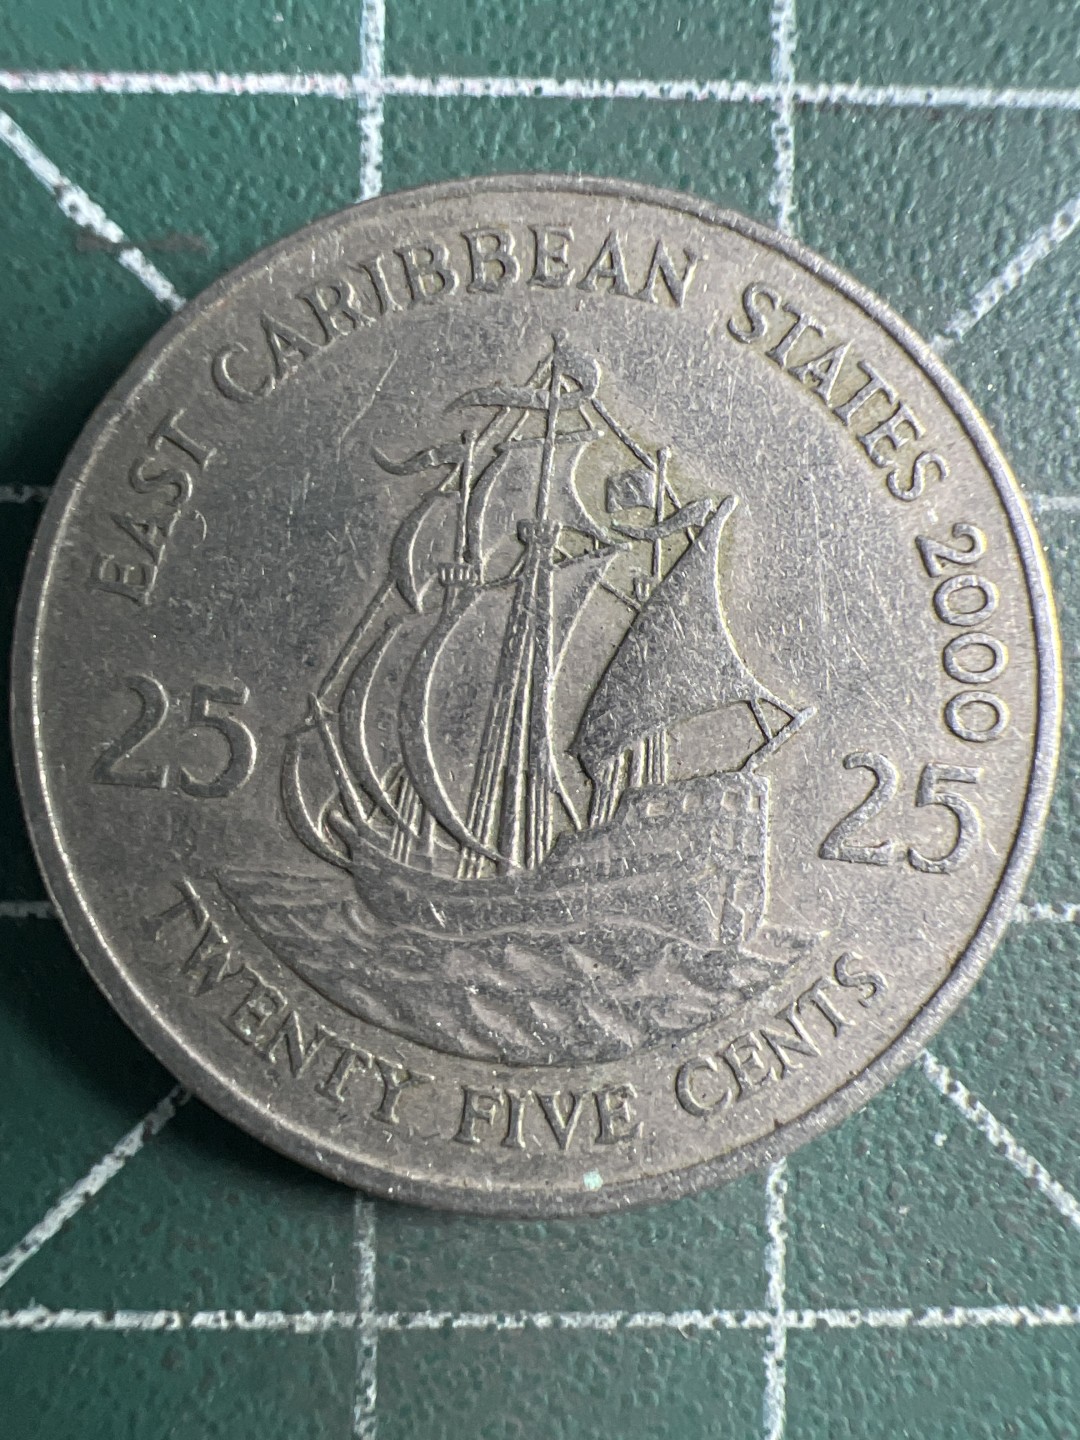 EAST CARIBBEAN STATES 2000
25
25
TWENTY FIVE CENTS